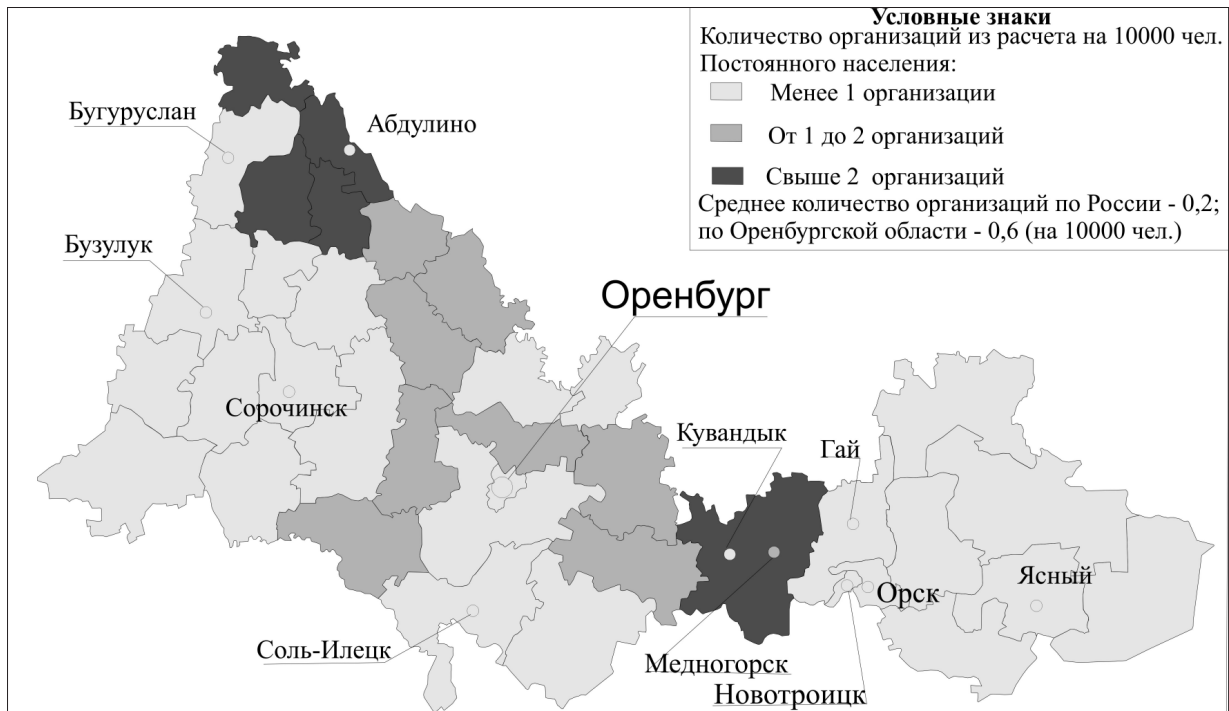 Условные знаки
Количество организаций из расчета на 10000 чел.
Постоянного населения:
Менее 1 организации
От 1 до 2 организаций
Свыше 2 организаций
Среднее количество организаций по России - 0,2;
по Оренбургской области - 0,6 (на 10000 чел.)
Бугуруслан
Абдулино
Бузулук
Оренбург
Сорочинск
Кувандык
Гай
Ясный
Орск
Соль-Илецк
Медногорск
Новотроицк